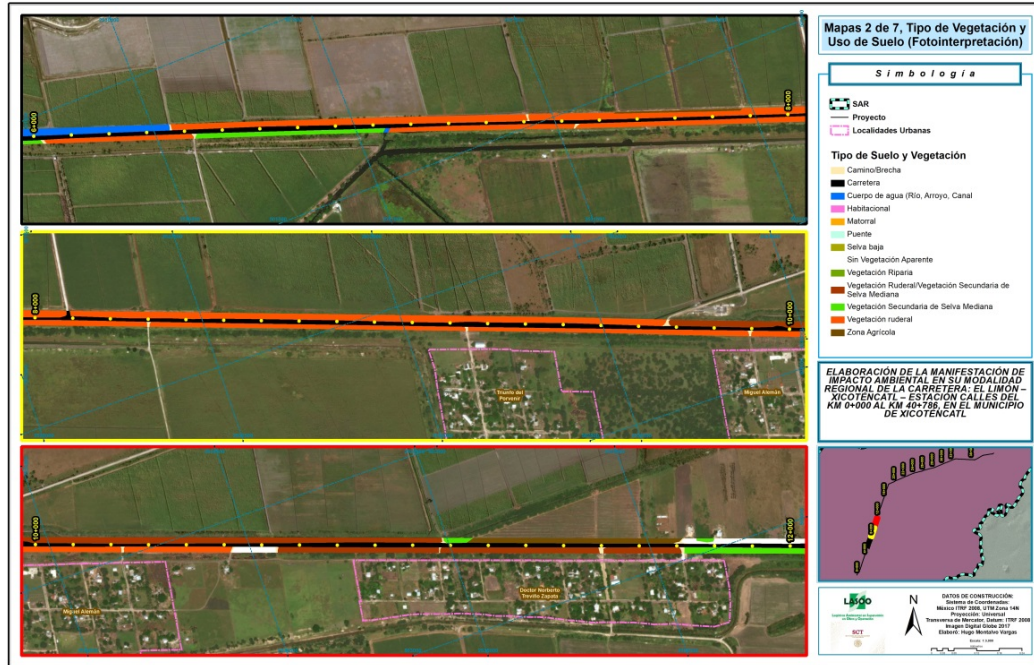 Mapas 2 de 7, Tipo de Vegetación y
Uso de Suelo (Fotointerpretación)
Simbología
SAR
Proyecto
Localidades Urbanas
Tipo de Suelo y Vegetación
Camino/Brecha
Carretera
Cuerpo de agua (Río, Arroyo, Canal
Habitacional
Matorral
Puente
Selva baja
Sin Vegetación Aparente
Vegetación Riparia
Vegetación Ruderal/Vegetación Secundaria de
Selva Mediana
Vegetación Secundaria de Selva Mediana
Vegetación ruderal
Zona Agrícola
ELABORACIÓN DE LA MANIFESTACIÓN DE
IMPACTO AMBIENTAL EN SU MODALIDAD
REGIONAL DE LA CARRETERA: EL LIMÓN –
XICOTÉNCATL – ESTACIÓN CALLES DEL
KM 0+000 AL KM 40+786, EN EL MUNICIPIO
DE XICOTÉNCATL
6+000
8+000
8+000
10+000
Triunfo del
Porvenir
Miguel Alemán
10+000
12+000
Miguel Alemán
Doctor Norberto
Treviño Zapata
LASOO
SCT
N
DATOS DE CONSTRUCCIÓN:
Sistema de Coordenadas:
México ITRF 2008, UTM Zona 14N
Proyección: Universal
Transversa de Mercator, Datum: ITRF 2008
Imagen Digital Globe 2017
Elaboró: Hugo Montalvo Vargas